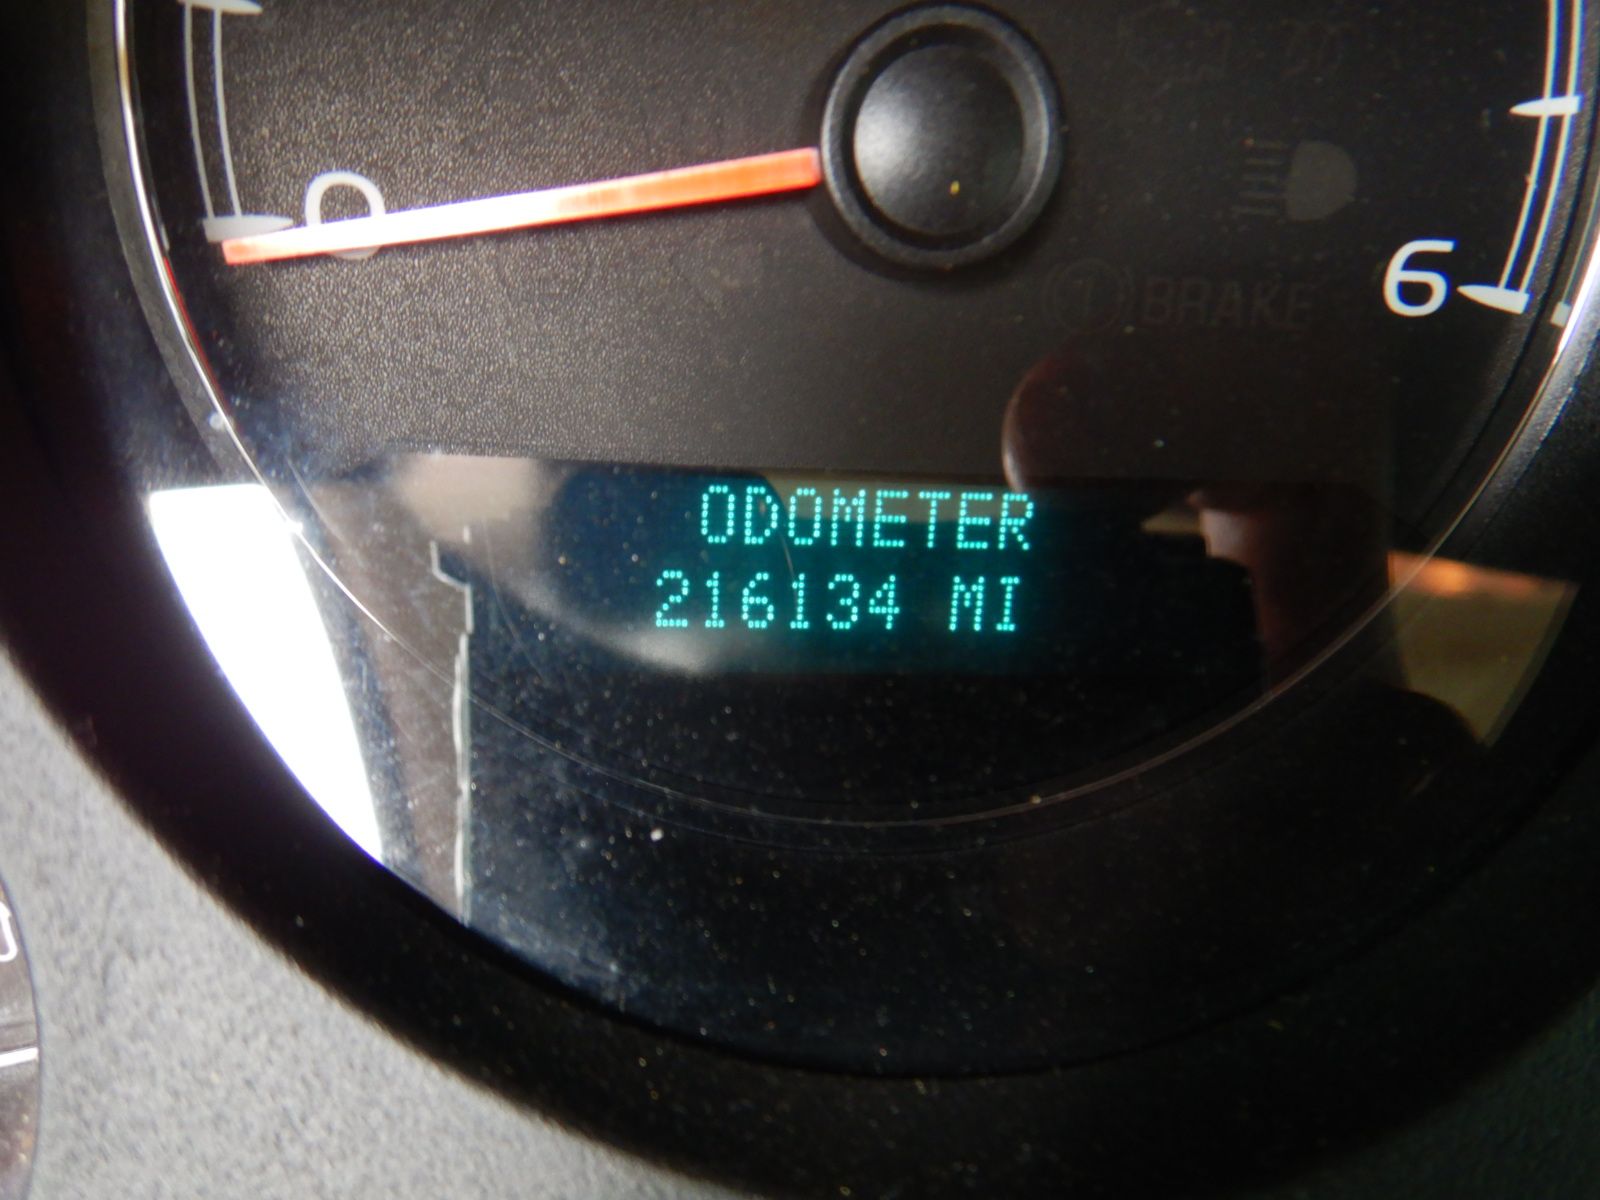 0
6
BRAKE
ODOMETER
216134 MI